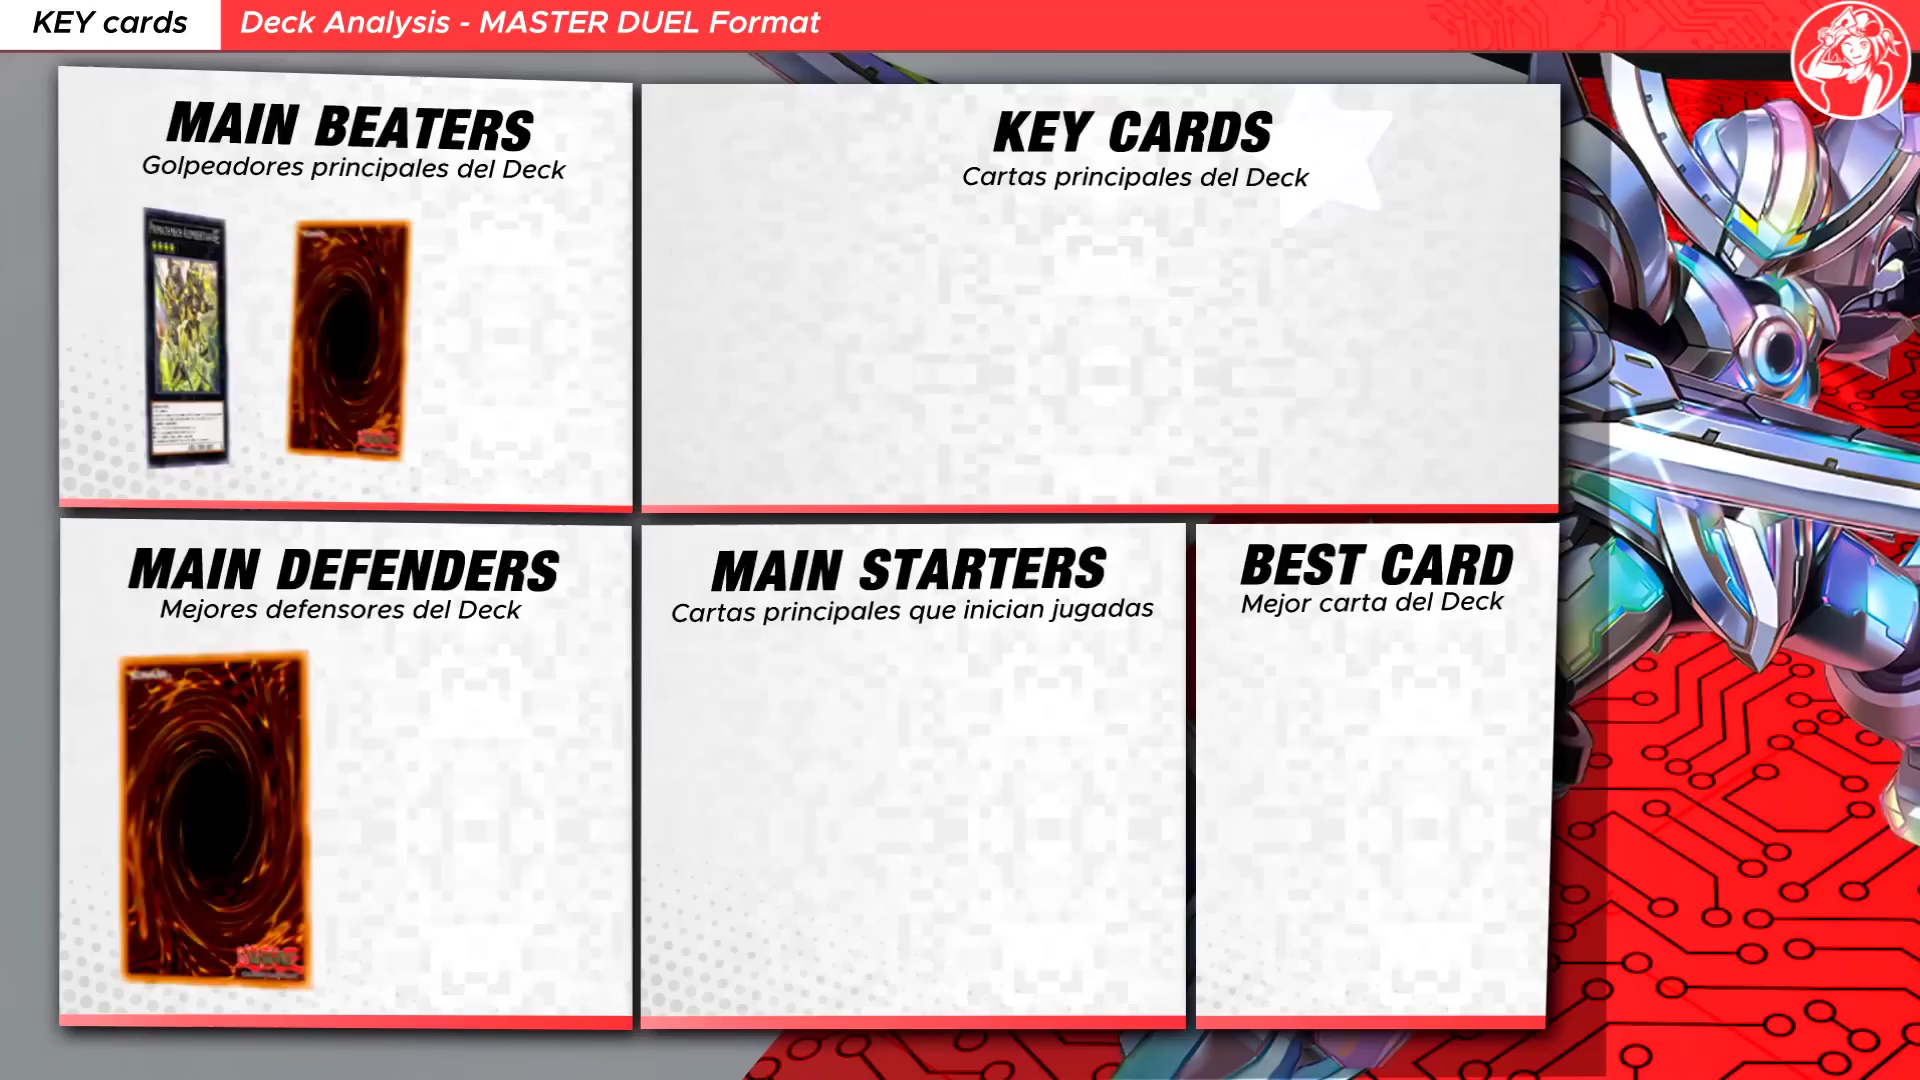 KEY cards
Deck Analysis - MASTER DUEL Format
MAIN BEATERS
Golpeadores principales del Deck
KEY CARDS
Cartas principales del Deck
MAIN DEFENDERS
Mejores defensores del Deck
MAIN STARTERS
Cartas principales que inician jugadas
BEST CARD
Mejor carta del Deck